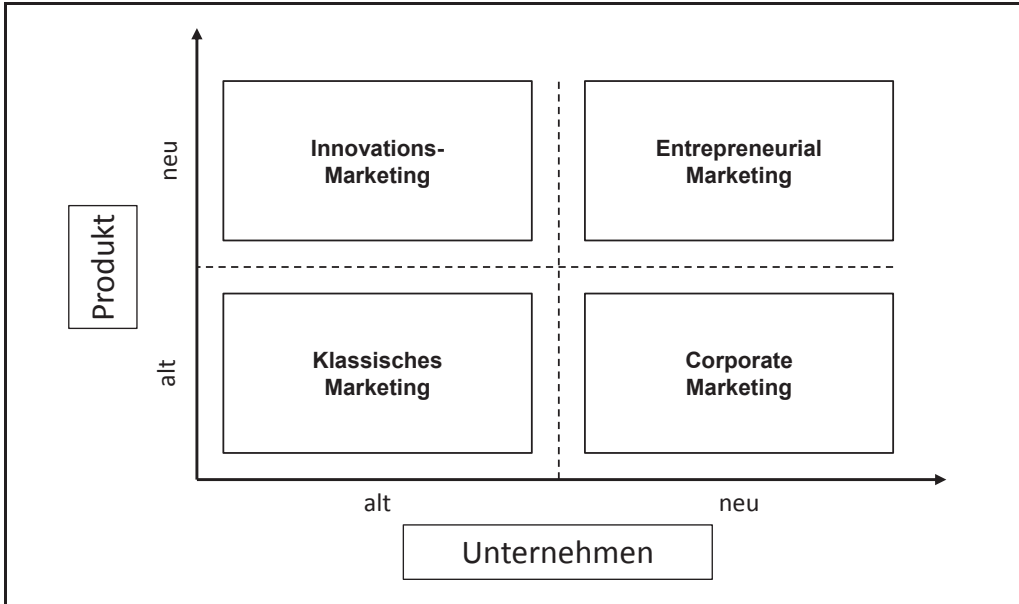 neu
Innovations-
Marketing
Entrepreneurial
Marketing
Produkt
alt
Klassisches
Marketing
Corporate
Marketing
alt
neu
Unternehmen